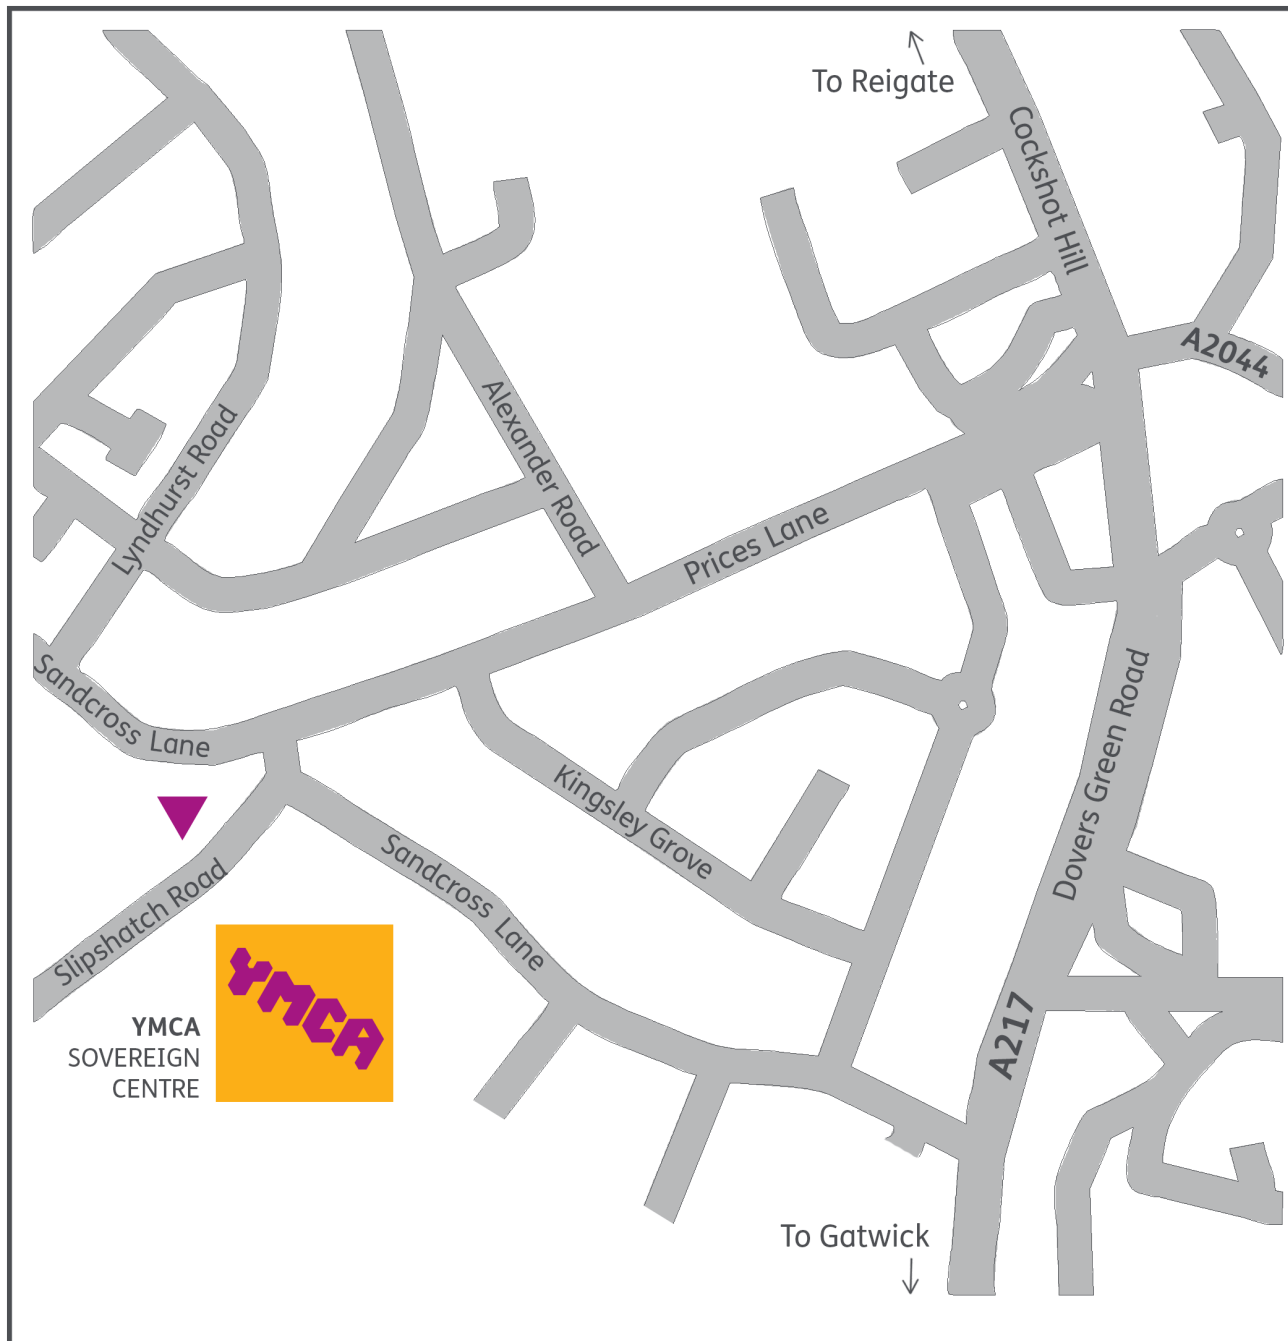 To Reigate
Cockshot Hill
A2044
Alexander Road
Lyndhurst Road
Prices Lane
Sandcross Lane
Dovers Green Road
Kingsley Grove
Sandcross Lane
Slipshatch Road
YMCA
YMCA
SOVEREIGN
CENTRE
A217
To Gatwick